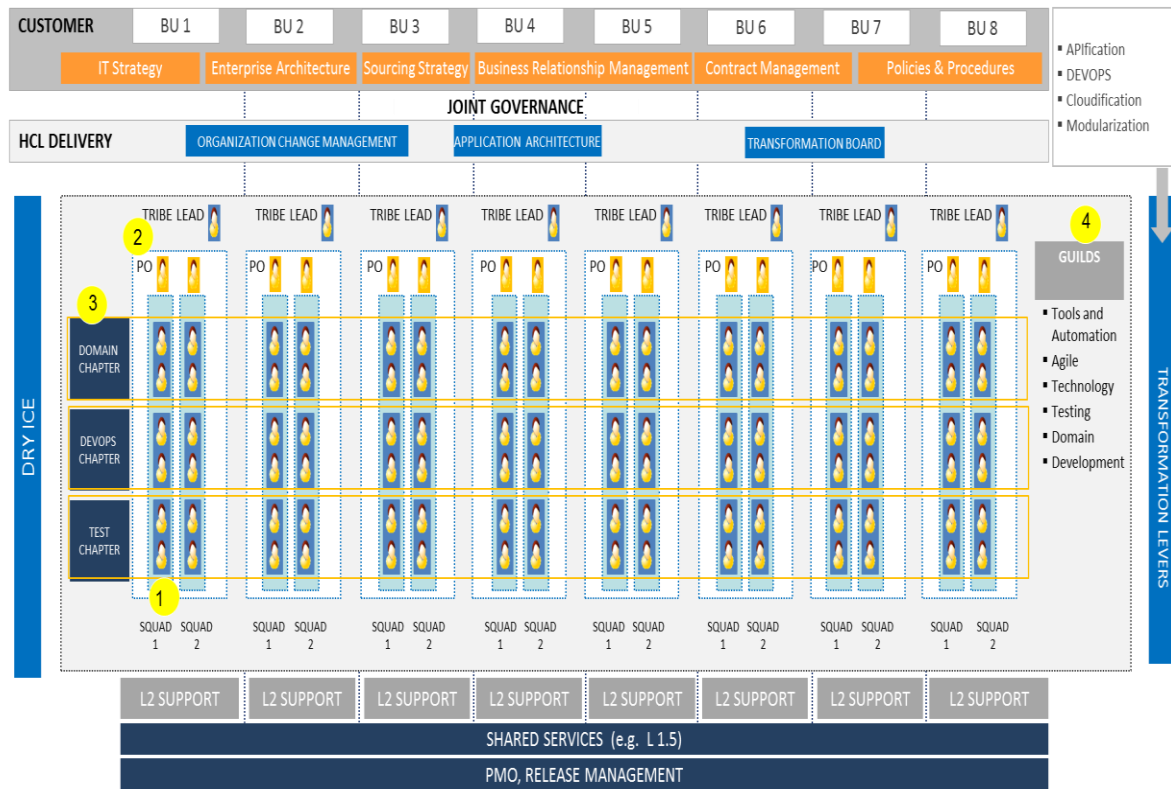 CUSTOMER BU 1 BU 2 BU 3 BU 4 BU 5 BU 6 BU 7 BU 8
IT Strategy Enterprise Architecture Sourcing Strategy Business Relationship Management Contract Management Policies & Procedures
▪ APIfication
▪ DEVOPS
▪ Cloudification
▪ Modularization
JOINT GOVERNANCE
HCL DELIVERY ORGANIZATION CHANGE MANAGEMENT APPLICATION ARCHITECTURE TRANSFORMATION BOARD
DRY ICE
TRIBE LEAD TRIBE LEAD TRIBE LEAD TRIBE LEAD TRIBE LEAD TRIBE LEAD TRIBE LEAD TRIBE LEAD
2
PO PO PO PO PO PO PO PO
3
DOMAIN
CHAPTER
DEVOPS
CHAPTER
TEST
CHAPTER
1
SQUAD SQUAD SQUAD SQUAD SQUAD SQUAD SQUAD SQUAD SQUAD SQUAD SQUAD SQUAD SQUAD SQUAD SQUAD SQUAD
1 2 1 2 1 2 1 2 1 2 1 2 1 2 1 2
4
GUILDS
▪ Tools and
Automation
▪ Agile
▪ Technology
▪ Testing
▪ Domain
▪ Development
TRANSFORMATION LEVERS
L2 SUPPORT L2 SUPPORT L2 SUPPORT L2 SUPPORT L2 SUPPORT L2 SUPPORT L2 SUPPORT L2 SUPPORT
SHARED SERVICES (e.g. L 1.5)
PMO, RELEASE MANAGEMENT